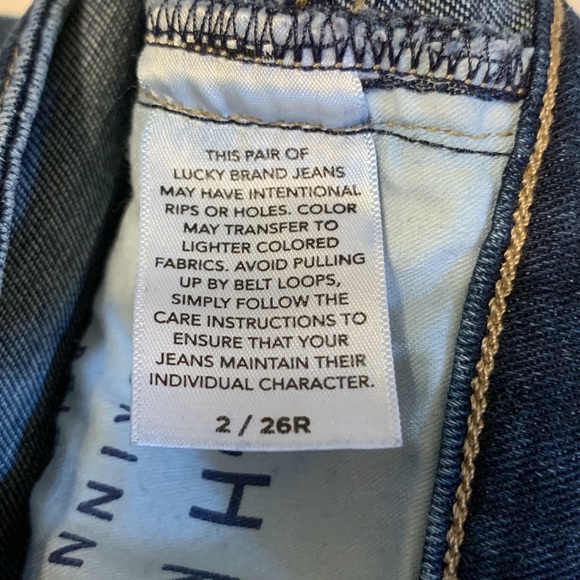 THIS PAIR OF
LUCKY BRAND JEANS
MAY HAVE INTENTIONAL
RIPS OR HOLES. COLOR
MAY TRANSFER TO
LIGHTER COLORED
FABRICS. AVOID PULLING
UP BY BELT LOOPS,
SIMPLY FOLLOW THE
CARE INSTRUCTIONS TO
ENSURE THAT YOUR
JEANS MAINTAIN THEIR
INDIVIDUAL CHARACTER.
2 / 26R